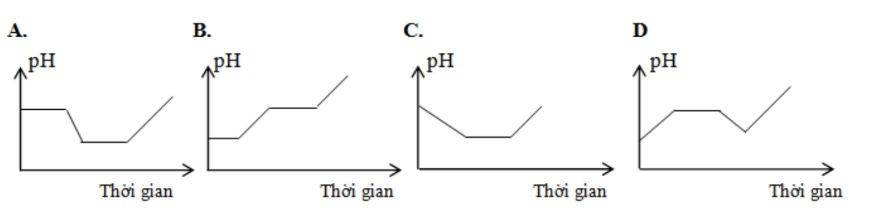 A. B. C. D
pH pH pH pH
Thời gian Thời gian Thời gian Thời gian